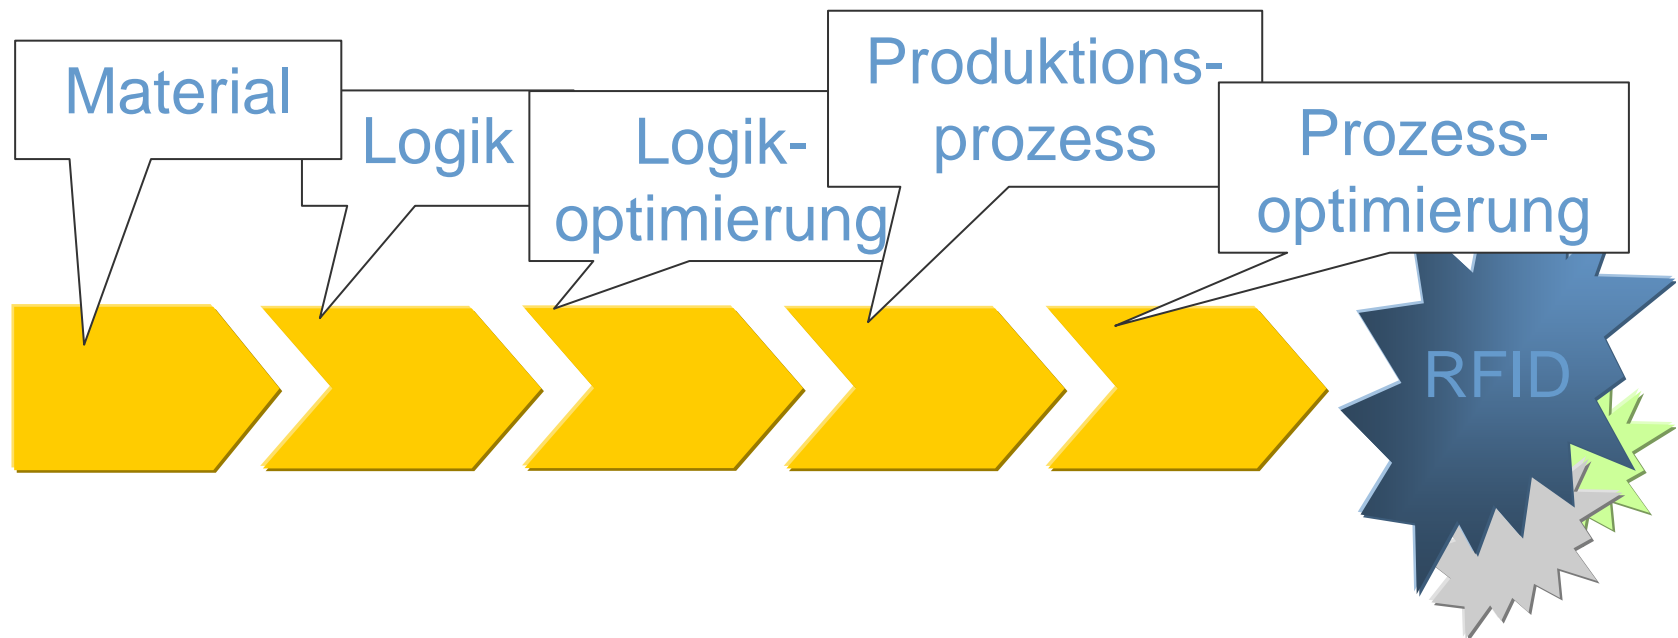 Material
Logik
Logik-
optimierung
Produktions-
prozess
Prozess-
optimierung
RFID